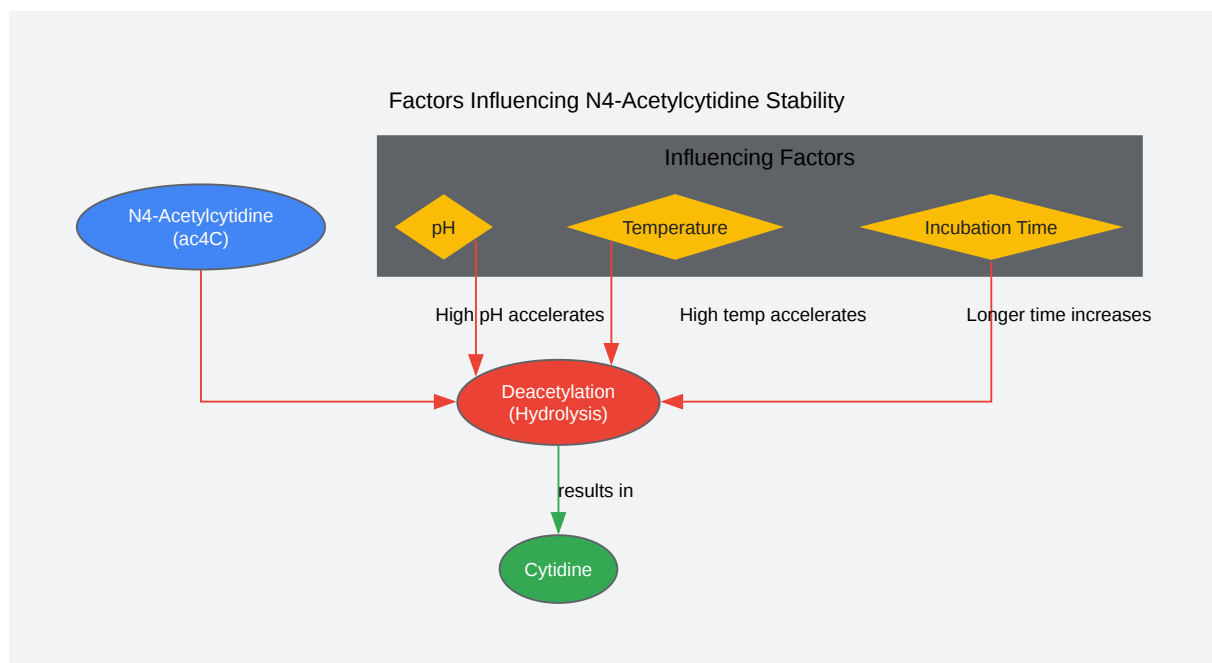 Factors Influencing N4-Acetylcytidine Stability
Influencing Factors
N4-Acetylcytidine
(ac4C)
pH
Temperature
Incubation Time
High pH accelerates
High temp accelerates
Longer time increases
Deacetylation
(Hydrolysis)
results in
Cytidine